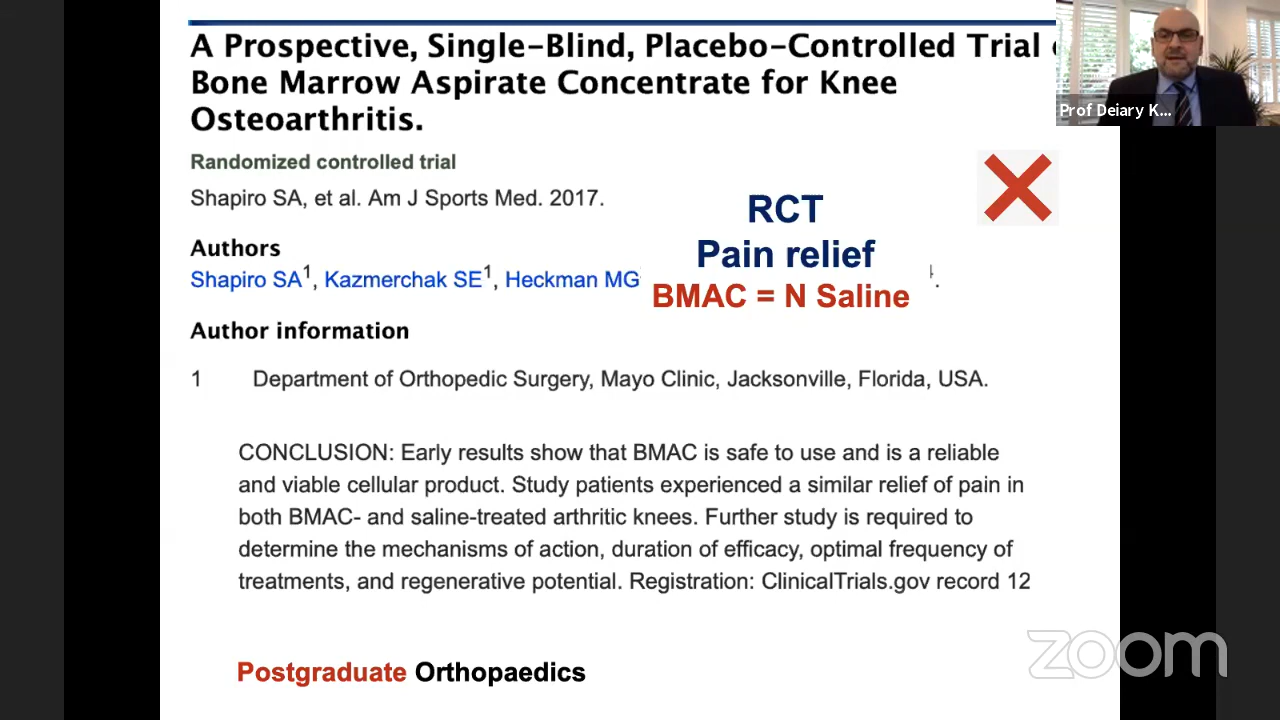 A Prospective, Single-Blind, Placebo-Controlled Trial
Bone Marrow Aspirate Concentrate for Knee
Osteoarthritis.
Randomized controlled trial
Shapiro SA, et al. Am J Sports Med. 2017.
RCT
Pain relief
BMAC = N Saline
Authors
Shapiro SA1, Kazmerchak SE1, Heckman MG
Author information
1 Department of Orthopedic Surgery, Mayo Clinic, Jacksonville, Florida, USA.
CONCLUSION: Early results show that BMAC is safe to use and is a reliable
and viable cellular product. Study patients experienced a similar relief of pain in
both BMAC- and saline-treated arthritic knees. Further study is required to
determine the mechanisms of action, duration of efficacy, optimal frequency of
treatments, and regenerative potential. Registration: ClinicalTrials.gov record 12
Postgraduate Orthopaedics
Prof Deiary K...
zoom